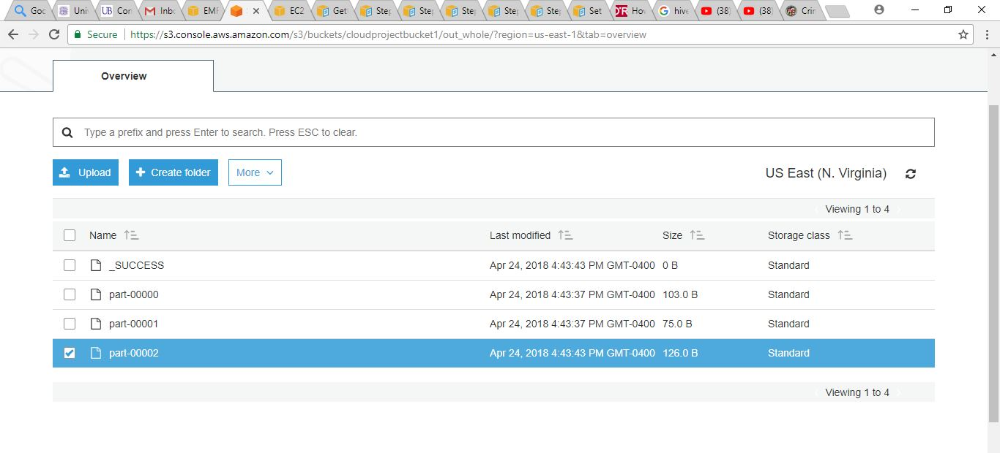 Goo Uni Con Inbo EMR S EC2 Get Step Step Step Step Step Set How hive (38) (38) Crim
Secure https://s3.console.aws.amazon.com/s3/buckets/cloudprojectbucket1/out_whole/?region=us-east-1&tab=overview
Overview
Type a prefix and press Enter to search. Press ESC to clear.
Upload Create folder More US East (N. Virginia)
Viewing 1 to 4
Name Last modified Size Storage class
_SUCCESS Apr 24, 2018 4:43:43 PM GMT-0400 0 B Standard
part-00000 Apr 24, 2018 4:43:37 PM GMT-0400 103.0 B Standard
part-00001 Apr 24, 2018 4:43:37 PM GMT-0400 75.0 B Standard
part-00002 Apr 24, 2018 4:43:43 PM GMT-0400 126.0 B Standard
Viewing 1 to 4